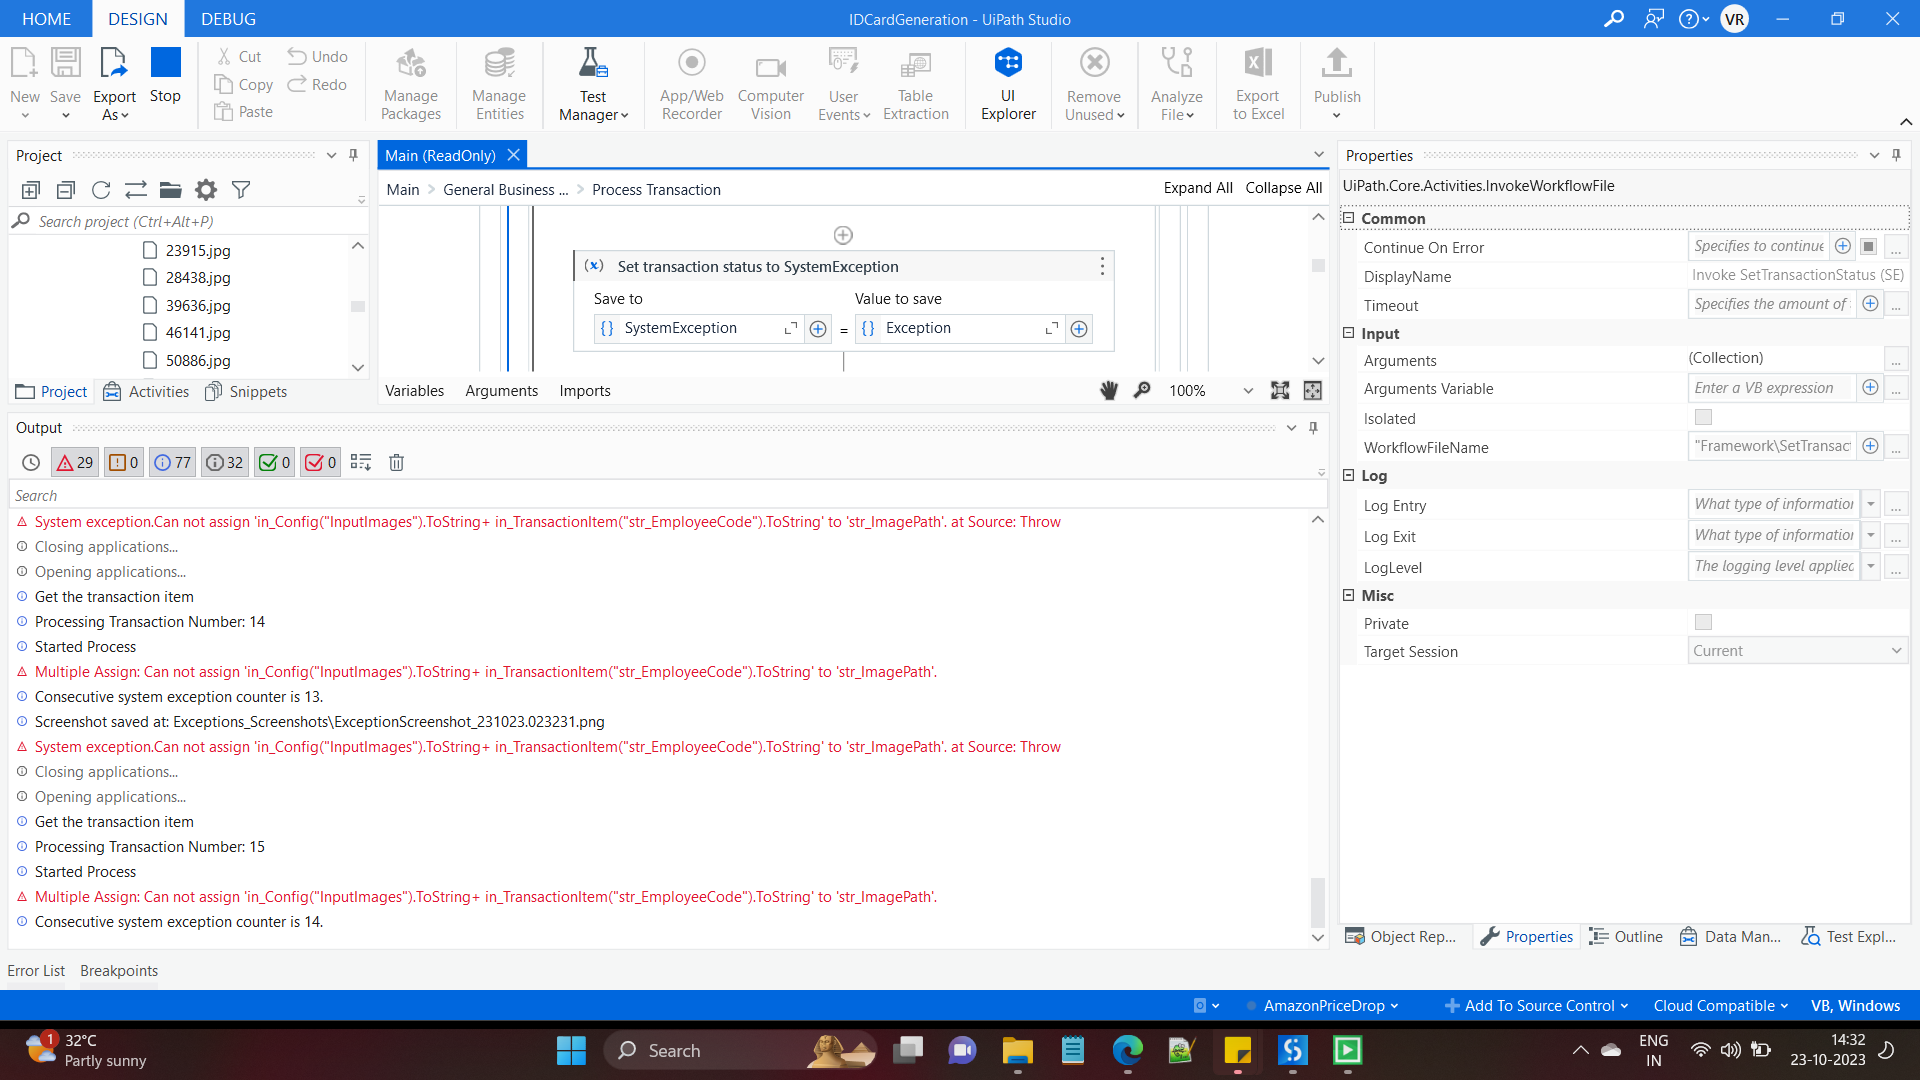 HOME DESIGN DEBUG IDCardGeneration - UiPath Studio VR
New Save Export As Stop Cut Copy Paste Undo Redo Manage Packages Manage Entities Test Manager App/Web Recorder Computer Vision User Events Table Extraction UI Explorer Remove Unused Analyze File Export to Excel Publish
Project
Search project (Ctrl+Alt+P)
23915.jpg
28438.jpg
39636.jpg
46141.jpg
50886.jpg
Project Activities Snippets
Main (ReadOnly)
Main > General Business ... > Process Transaction Expand All Collapse All
Set transaction status to SystemException
Save to Value to save
SystemException = Exception
Variables Arguments Imports 100%
Output
29 0 77 32 0 0
Search
System exception.Can not assign 'in_Config("InputImages").ToString+ in_TransactionItem("str_EmployeeCode").ToString' to 'str_ImagePath'. at Source: Throw
Closing applications...
Opening applications...
Get the transaction item
Processing Transaction Number: 14
Started Process
Multiple Assign: Can not assign 'in_Config("InputImages").ToString+ in_TransactionItem("str_EmployeeCode").ToString' to 'str_ImagePath'.
Consecutive system exception counter is 13.
Screenshot saved at: Exceptions_Screenshots\ExceptionScreenshot_231023.023231.png
System exception.Can not assign 'in_Config("InputImages").ToString+ in_TransactionItem("str_EmployeeCode").ToString' to 'str_ImagePath'. at Source: Throw
Closing applications...
Opening applications...
Get the transaction item
Processing Transaction Number: 15
Started Process
Multiple Assign: Can not assign 'in_Config("InputImages").ToString+ in_TransactionItem("str_EmployeeCode").ToString' to 'str_ImagePath'.
Consecutive system exception counter is 14.
Error List Breakpoints
Properties
UiPath.Core.Activities.InvokeWorkflowFile
Common
Continue On Error Specifies to continue ...
DisplayName Invoke SetTransactionStatus (SE)
Timeout Specifies the amount of ...
Input
Arguments (Collection) ...
Arguments Variable Enter a VB expression ...
Isolated
WorkflowFileName "Framework\SetTransact ...
Log
Log Entry What type of information ...
Log Exit What type of information ...
LogLevel The logging level applied ...
Misc
Private
Target Session Current
Object Rep... Properties Outline Data Man... Test Expl...
AmazonPriceDrop Add To Source Control Cloud Compatible VB, Windows
1 32°C
Partly sunny
Search
ENG
IN
14:32
23-10-2023